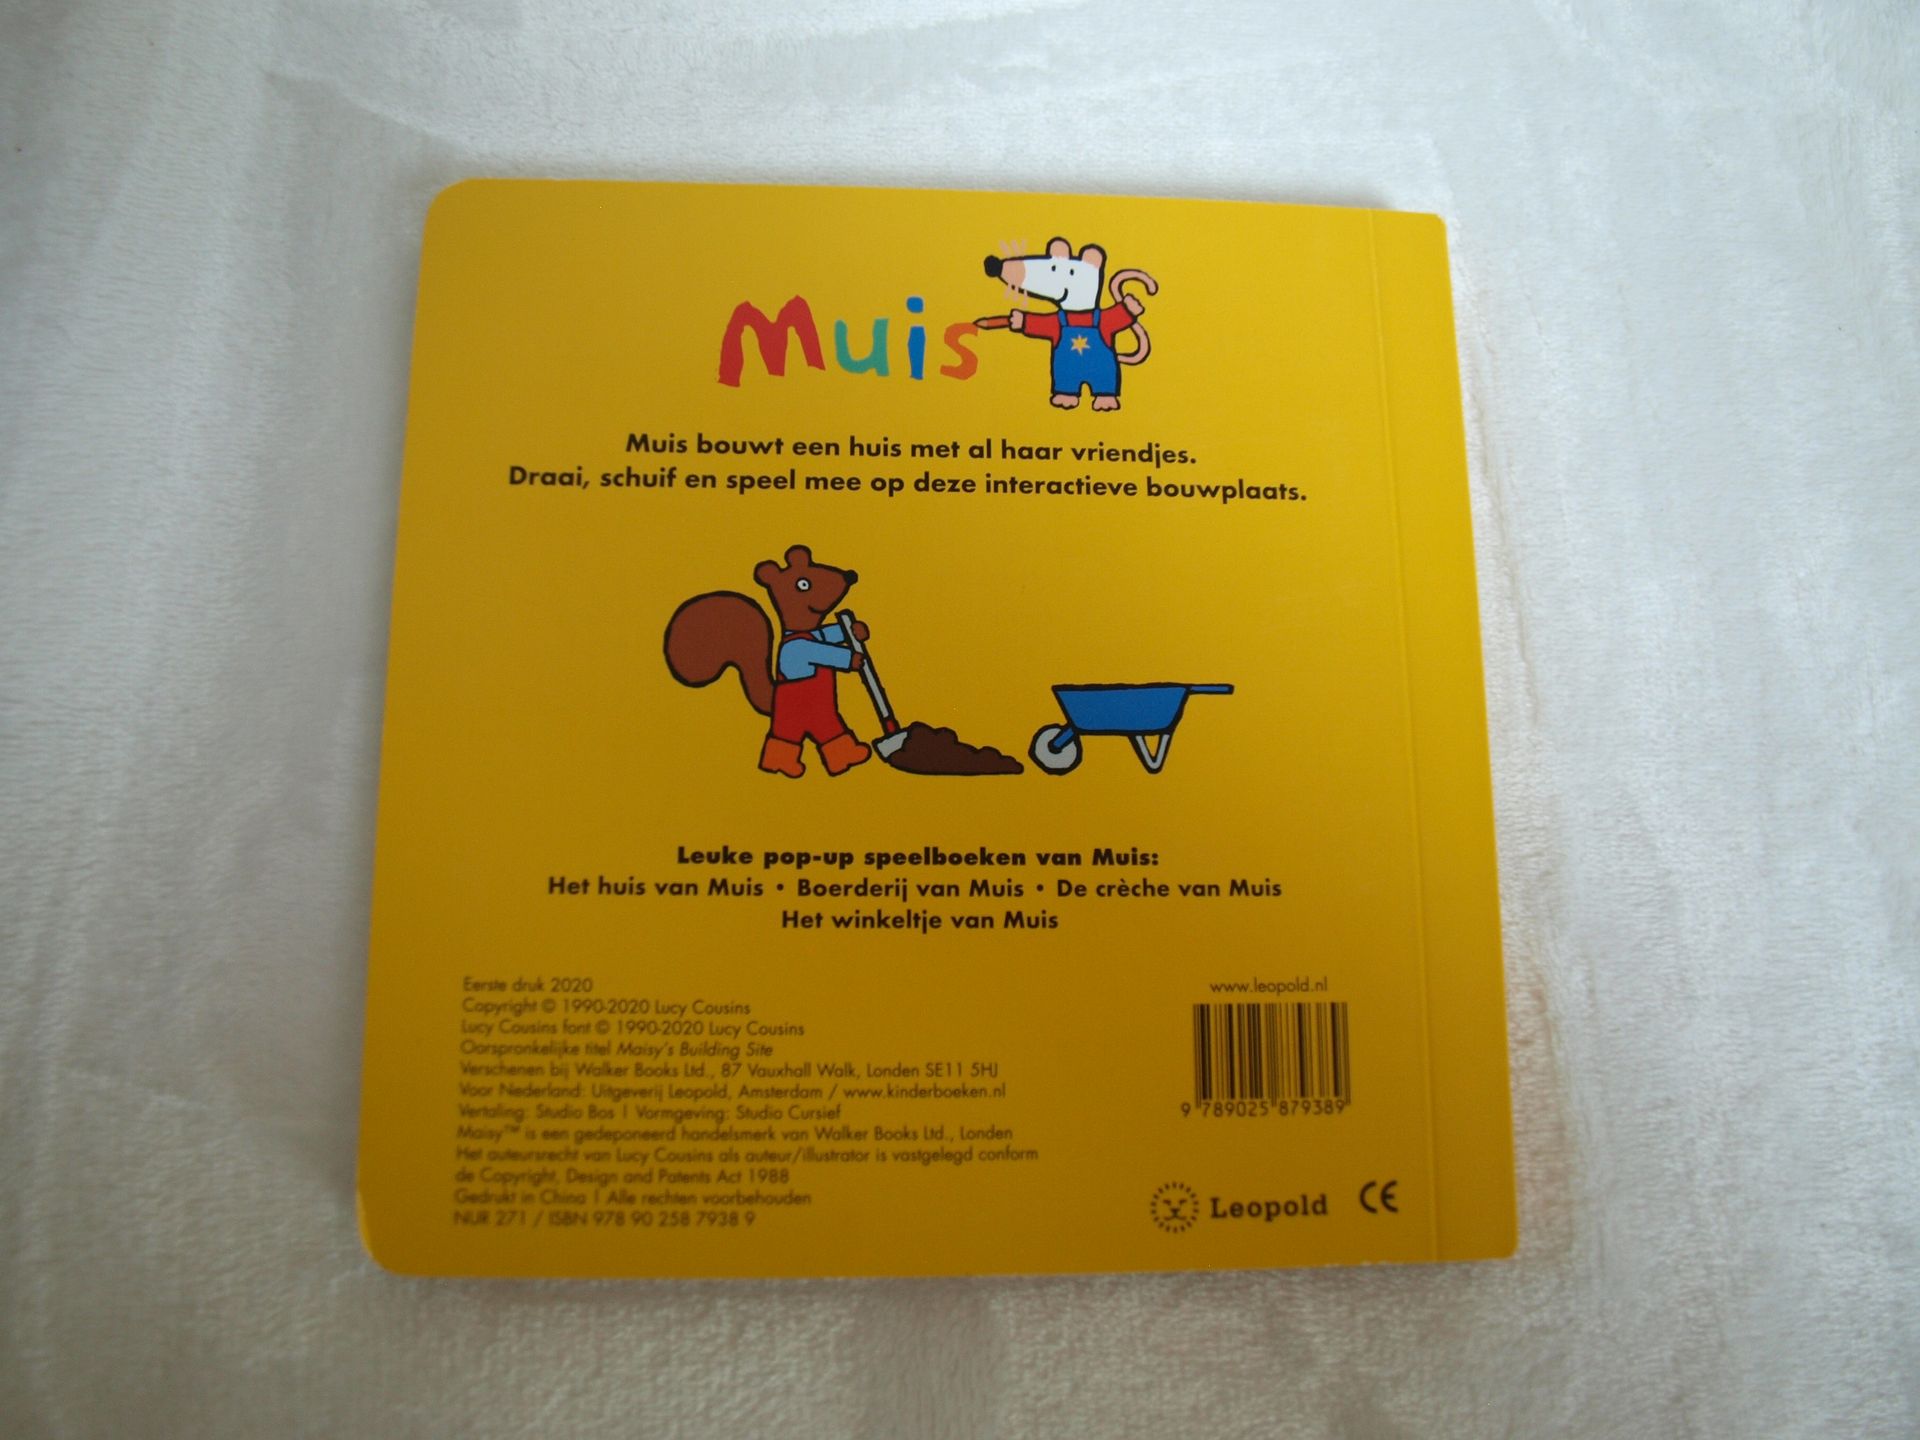 Muis
Muis bouwt een huis met al haar vriendjes.
Draai, schuif en speel mee op deze interactieve bouwplaats.
Leuke pop-up speelboeken van Muis:
Het huis van Muis • Boerderij van Muis • De crèche van Muis
Het winkeltje van Muis
Eerste druk 2020
Copyright © 1990-2020 Lucy Cousins
Lucy Cousins font © 1990-2020 Lucy Cousins
Oorspronkelijke titel Maisy's Building Site
Verschenen bij Walker Books Ltd., 87 Vauxhall Walk, Londen SE11 5HJ
Voor Nederland: Uitgeverij Leopold, Amsterdam / www.kinderboeken.nl
Vertaling: Studio Bos | Vormgeving: Studio Cursief
Maisy™ is een gedeponeerd handelsmerk van Walker Books Ltd., Londen
Het auteursrecht van Lucy Cousins als auteur/illustrator is vastgelegd conform
de Copyright, Design and Patents Act 1988
Gedrukt in China | Alle rechten voorbehouden
NUR 271 / ISBN 978 90 258 7938 9
www.leopold.nl
9 789025 879389
Leopold CE